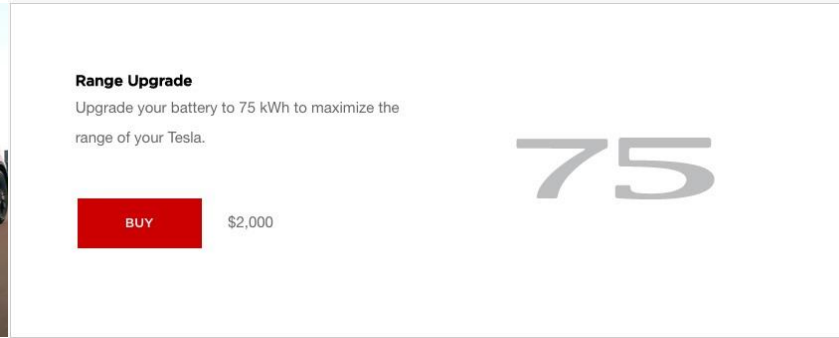 Range Upgrade
Upgrade your battery to 75 kWh to maximize the
range of your Tesla.
75
BUY
$2,000